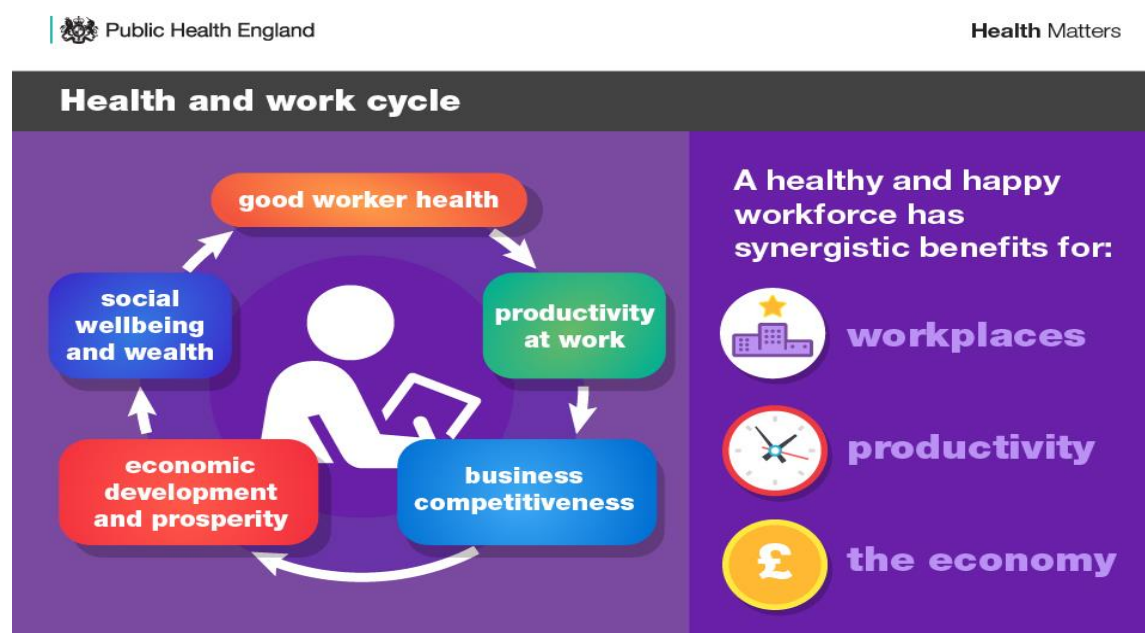 Public Health England
Health Matters
Health and work cycle
good worker health
productivity
at work
business
competitiveness
economic
development
and prosperity
social
wellbeing
and wealth
A healthy and happy
workforce has
synergistic benefits for:
workplaces
productivity
£
the economy